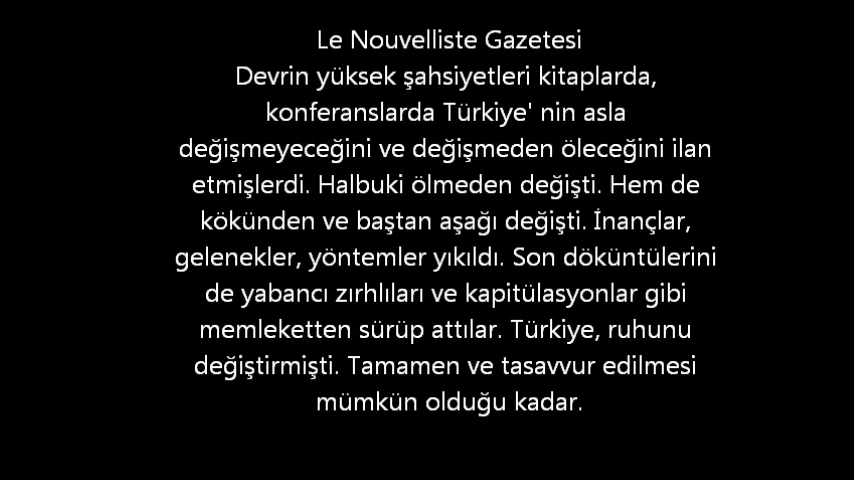 Le Nouvelliste Gazetesi
Devrin yüksek şahsiyetleri kitaplarda,
konferanslarda Türkiye' nin asla
değişmeyeceğini ve değişmeden öleceğini ilan
etmişlerdi. Halbuki ölmeden değişti. Hem de
kökünden ve baştan aşağı değişti. İnançlar,
gelenekler, yöntemler yıkıldı. Son döküntülerini
de yabancı zırhlıları ve kapitülasyonlar gibi
memleketten sürüp attılar. Türkiye, ruhunu
değiştirmişti. Tamamen ve tasavvur edilmesi
mümkün olduğu kadar.